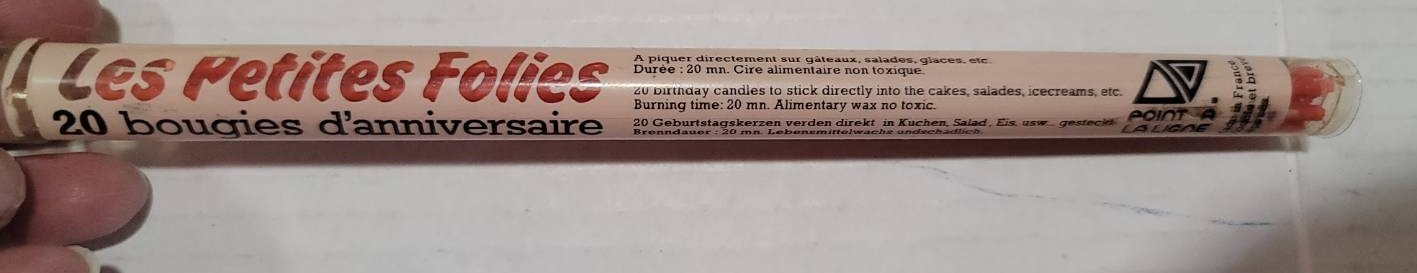 Les Petites Folies
20 bougies d'anniversaire
A piquer directement sur gâteaux, salades, glaces, etc.
Durée : 20 mn. Cire alimentaire non toxique.
20 birthday candles to stick directly into the cakes, salades, icecreams, etc.
Burning time: 20 mn. Alimentary wax no toxic.
20 Geburtstagskerzen verden direkt in Kuchen, Salad, Eis, usw... gesteckt.
Brenndauer : 20 mn. Lebensmittelwachs undschädlich.
POINT A.
LA LIGNE
in France